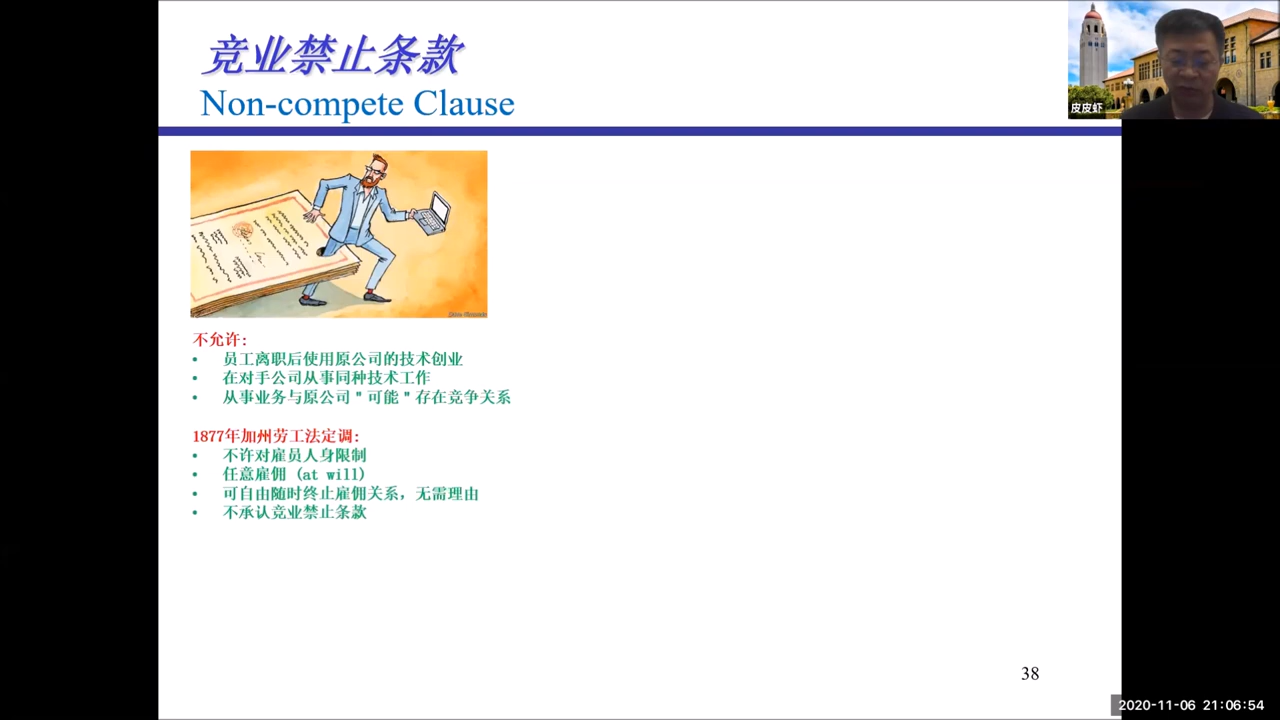 竞业禁止条款
Non-compete Clause
皮皮虾
不允许:
• 员工离职后使用原公司的技术创业
• 在对手公司从事同种技术工作
• 从事业务与原公司"可能"存在竞争关系
1877年加州劳工法定调:
• 不许对雇员人身限制
• 任意雇佣 (at will)
• 可自由随时终止雇佣关系，无需理由
• 不承认竞业禁止条款
38
2020-11-06 21:06:54